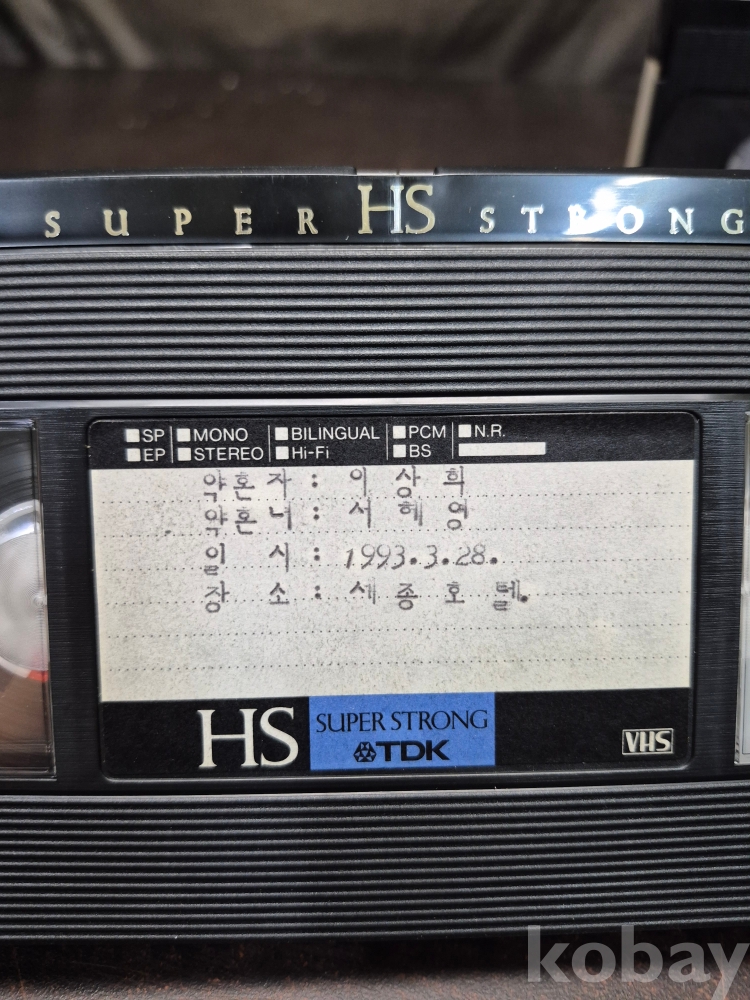 SUPER HS STRONG
SP MONO BILINGUAL PCM N.R.
EP STEREO Hi-Fi BS
약혼자 : 이상희
약혼녀 : 서혜영
일시 : 1993.3.28.
장소 : 세종호텔.
HS SUPER STRONG
TDK
VHS
kobay